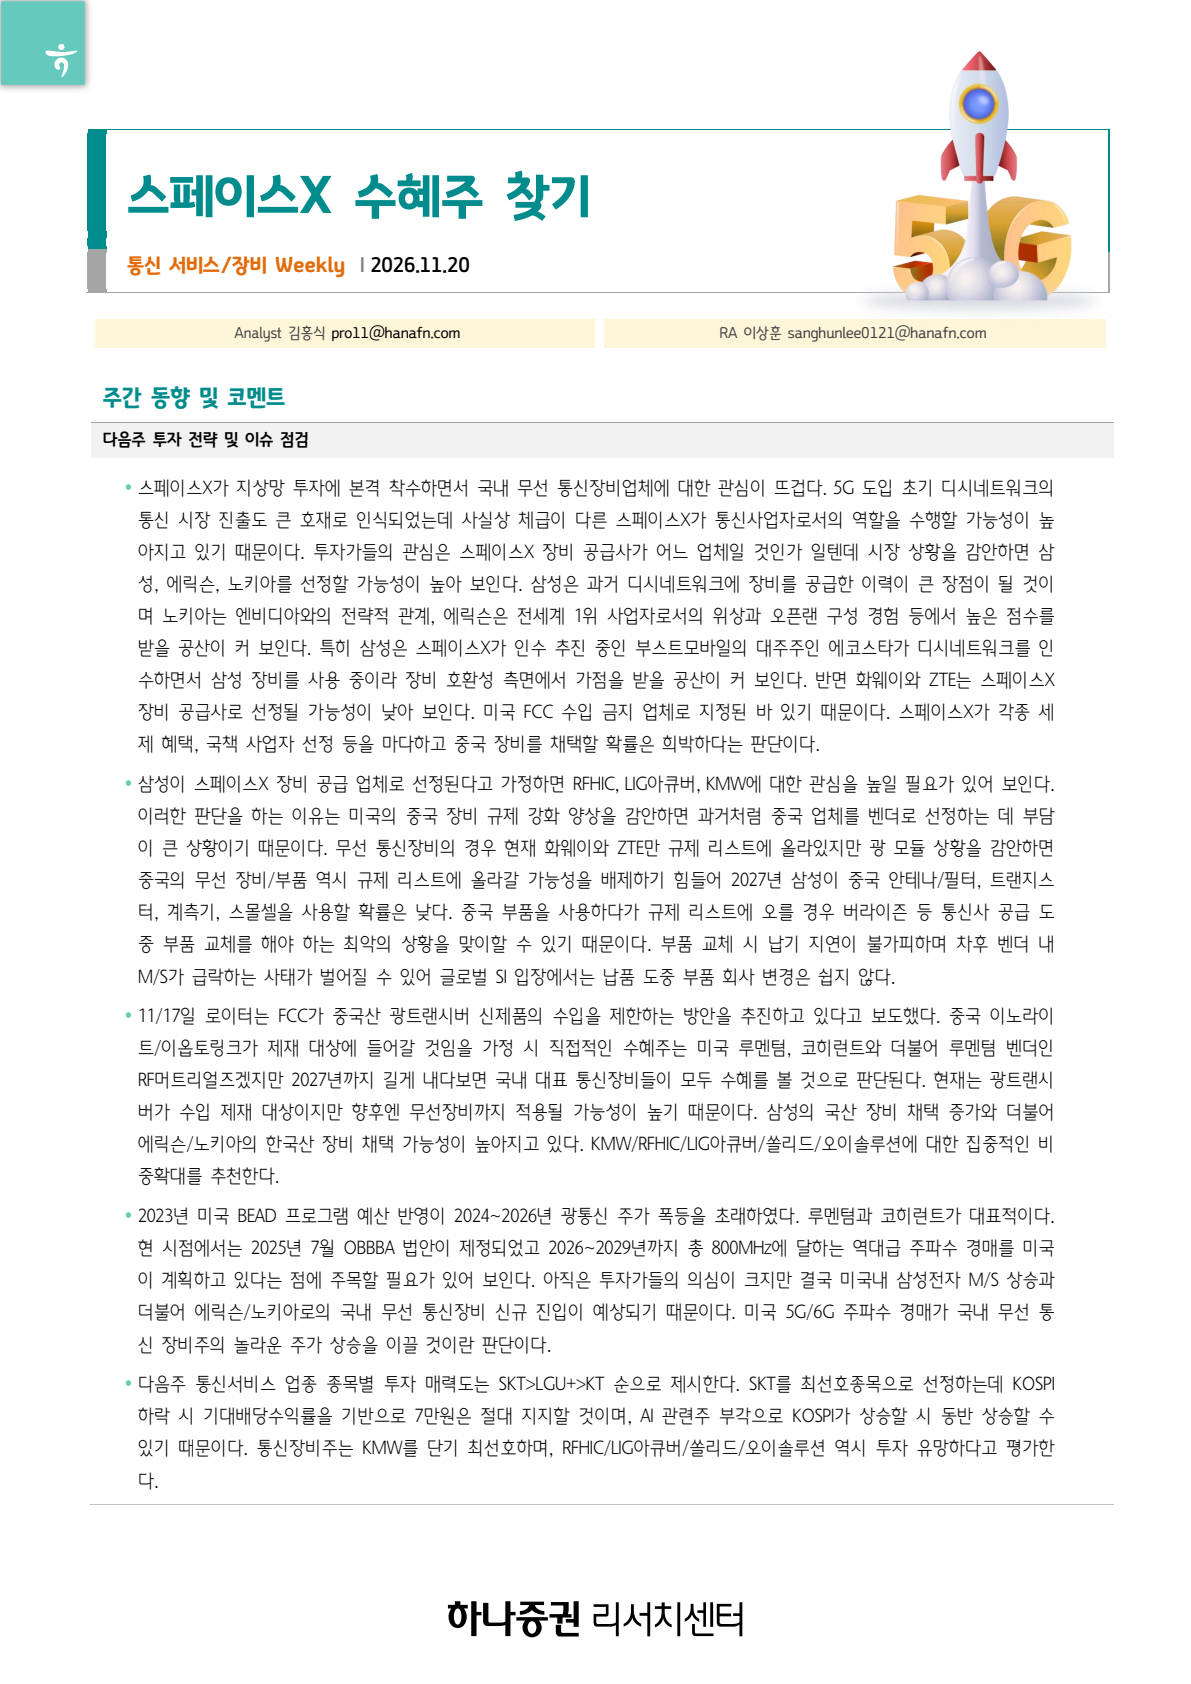 스페이스X 수혜주 찾기
5G
통신 서비스/장비 Weekly | 2026.11.20
Analyst 김홍식 pro11@hanafn.com
RA 이상훈 sanghunlee0121@hanafn.com
주간 동향 및 코멘트
다음주 투자 전략 및 이슈 점검
• 스페이스X가 지상망 투자에 본격 착수하면서 국내 무선 통신장비업체에 대한 관심이 뜨겁다. 5G 도입 초기 디시네트워크의
통신 시장 진출도 큰 호재로 인식되었는데 사실상 체급이 다른 스페이스X가 통신사업자로서의 역할을 수행할 가능성이 높
아지고 있기 때문이다. 투자가들의 관심은 스페이스X 장비 공급사가 어느 업체일 것인가 일텐데 시장 상황을 감안하면 삼
성, 에릭슨, 노키아를 선정할 가능성이 높아 보인다. 삼성은 과거 디시네트워크에 장비를 공급한 이력이 큰 장점이 될 것이
며 노키아는 엔비디아와의 전략적 관계, 에릭슨은 전세계 1위 사업자로서의 위상과 오픈랜 구성 경험 등에서 높은 점수를
받을 공산이 커 보인다. 특히 삼성은 스페이스X가 인수 추진 중인 부스트모바일의 대주주인 에코스타가 디시네트워크를 인
수하면서 삼성 장비를 사용 중이라 장비 호환성 측면에서 가점을 받을 공산이 커 보인다. 반면 화웨이와 ZTE는 스페이스X
장비 공급사로 선정될 가능성이 낮아 보인다. 미국 FCC 수입 금지 업체로 지정된 바 있기 때문이다. 스페이스X가 각종 세
제 혜택, 국책 사업자 선정 등을 마다하고 중국 장비를 채택할 확률은 희박하다는 판단이다.
• 삼성이 스페이스X 장비 공급 업체로 선정된다고 가정하면 RFHIC, LIG아큐버, KMW에 대한 관심을 높일 필요가 있어 보인다.
이러한 판단을 하는 이유는 미국의 중국 장비 규제 강화 양상을 감안하면 과거처럼 중국 업체를 벤더로 선정하는 데 부담
이 큰 상황이기 때문이다. 무선 통신장비의 경우 현재 화웨이와 ZTE만 규제 리스트에 올라있지만 광 모듈 상황을 감안하면
중국의 무선 장비/부품 역시 규제 리스트에 올라갈 가능성을 배제하기 힘들어 2027년 삼성이 중국 안테나/필터, 트랜지스
터, 계측기, 스몰셀을 사용할 확률은 낮다. 중국 부품을 사용하다가 규제 리스트에 오를 경우 버라이즌 등 통신사 공급 도
중 부품 교체를 해야 하는 최악의 상황을 맞이할 수 있기 때문이다. 부품 교체 시 납기 지연이 불가피하며 차후 벤더 내
M/S가 급락하는 사태가 벌어질 수 있어 글로벌 SI 입장에서는 납품 도중 부품 회사 변경은 쉽지 않다.
• 11/17일 로이터는 FCC가 중국산 광트랜시버 신제품의 수입을 제한하는 방안을 추진하고 있다고 보도했다. 중국 이노라이
트/이옵토링크가 제재 대상에 들어갈 것임을 가정 시 직접적인 수혜주는 미국 루멘텀, 코히런트와 더불어 루멘텀 벤더인
RF머트리얼즈겠지만 2027년까지 길게 내다보면 국내 대표 통신장비들이 모두 수혜를 볼 것으로 판단된다. 현재는 광트랜시
버가 수입 제재 대상이지만 향후엔 무선장비까지 적용될 가능성이 높기 때문이다. 삼성의 국산 장비 채택 증가와 더불어
에릭슨/노키아의 한국산 장비 채택 가능성이 높아지고 있다. KMW/RFHIC/LIG아큐버/쏠리드/오이솔루션에 대한 집중적인 비
중확대를 추천한다.
• 2023년 미국 BEAD 프로그램 예산 반영이 2024~2026년 광통신 주가 폭등을 초래하였다. 루멘텀과 코히런트가 대표적이다.
현 시점에서는 2025년 7월 OBBBA 법안이 제정되었고 2026~2029년까지 총 800MHz에 달하는 역대급 주파수 경매를 미국
이 계획하고 있다는 점에 주목할 필요가 있어 보인다. 아직은 투자가들의 의심이 크지만 결국 미국내 삼성전자 M/S 상승과
더불어 에릭슨/노키아로의 국내 무선 통신장비 신규 진입이 예상되기 때문이다. 미국 5G/6G 주파수 경매가 국내 무선 통
신 장비주의 놀라운 주가 상승을 이끌 것이란 판단이다.
• 다음주 통신서비스 업종 종목별 투자 매력도는 SKT>LGU+>KT 순으로 제시한다. SKT를 최선호종목으로 선정하는데 KOSPI
하락 시 기대배당수익률을 기반으로 7만원은 절대 지지할 것이며, AI 관련주 부각으로 KOSPI가 상승할 시 동반 상승할 수
있기 때문이다. 통신장비주는 KMW를 단기 최선호하며, RFHIC/LIG아큐버/쏠리드/오이솔루션 역시 투자 유망하다고 평가한
다.
하나증권 리서치센터